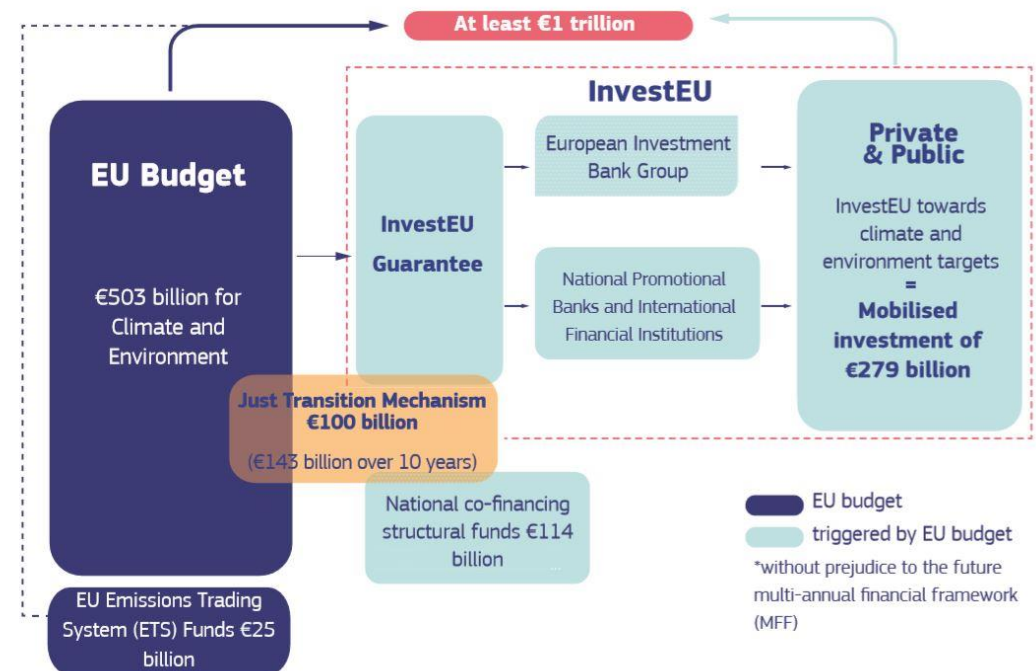 At least €1 trillion
EU Budget
€503 billion for
Climate and
Environment
InvestEU
InvestEU
Guarantee
European Investment
Bank Group
National Promotional
Banks and International
Financial Institutions
Private
& Public
InvestEU towards
climate and
environment targets
=
Mobilised
investment of
€279 billion
Just Transition Mechanism
€100 billion
(€143 billion over 10 years)
National co-financing
structural funds €114
billion
EU Emissions Trading
System (ETS) Funds €25
billion
EU budget
triggered by EU budget
*without prejudice to the future
multi-annual financial framework
(MFF)